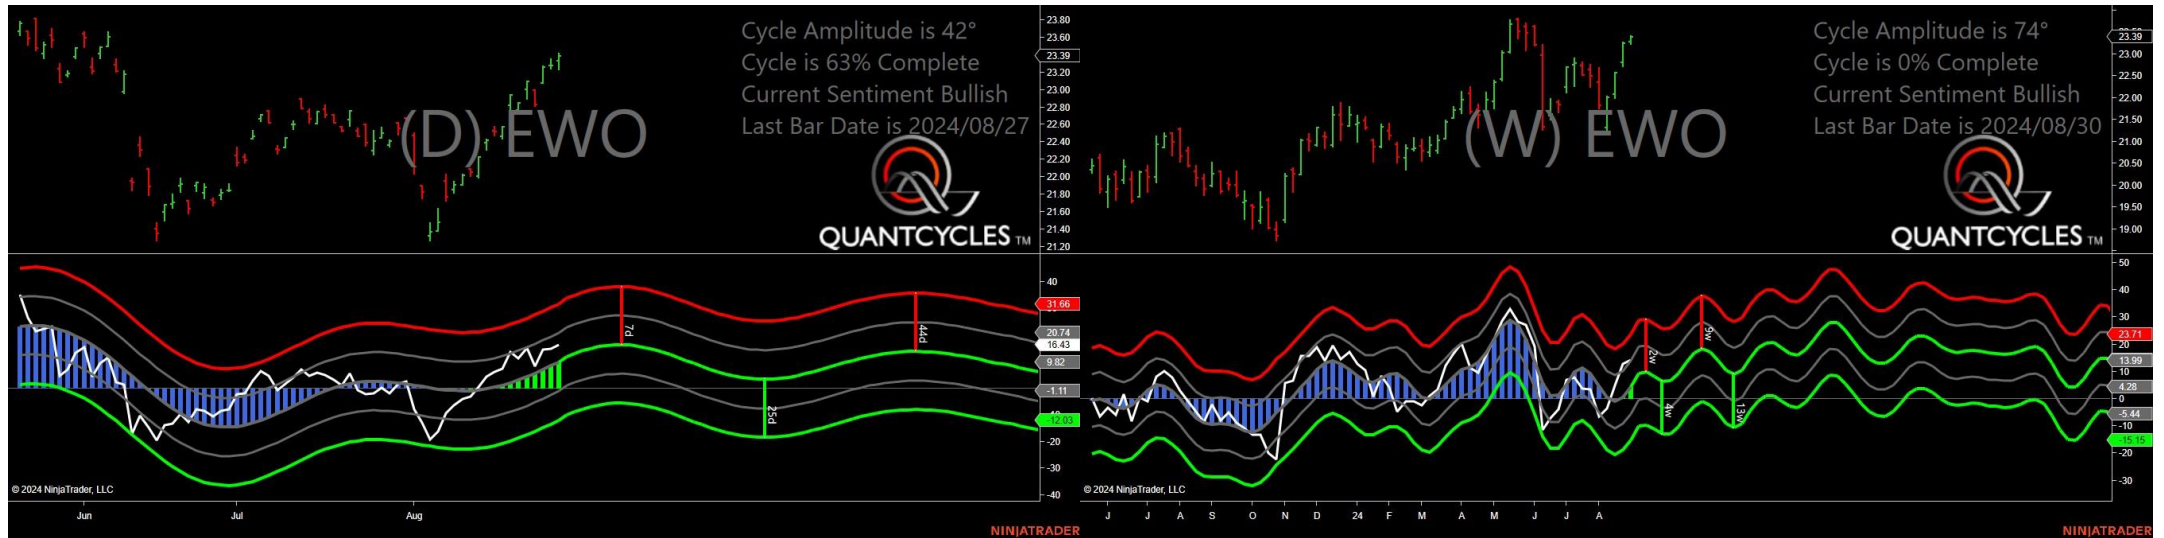 Cycle Amplitude is 42°
Cycle is 63% Complete
Current Sentiment Bullish
Last Bar Date is 2024/08/27
(D) EWO
QUANTCYCLES TM
23.80
23.60
23.39
23.20
23.00
22.80
22.60
22.40
22.20
22.00
21.80
21.60
21.40
21.20
40
31.66
20.74
16.43
9.82
-1.11
-12.03
-20
-30
-40
7d
25d
44d
© 2024 NinjaTrader, LLC
Jun Jul Aug
NINJATRADER
Cycle Amplitude is 74°
Cycle is 0% Complete
Current Sentiment Bullish
Last Bar Date is 2024/08/30
(W) EWO
QUANTCYCLES TM
23.39
23.00
22.50
22.00
21.50
21.00
20.50
20.00
19.50
19.00
50
40
30
23.71
20
13.99
4.28
0
-5.44
-10
-15.15
-20
-30
2w
4w
9w
13w
© 2024 NinjaTrader, LLC
J J A S O N D 24 F M A M J J A
NINJATRADER